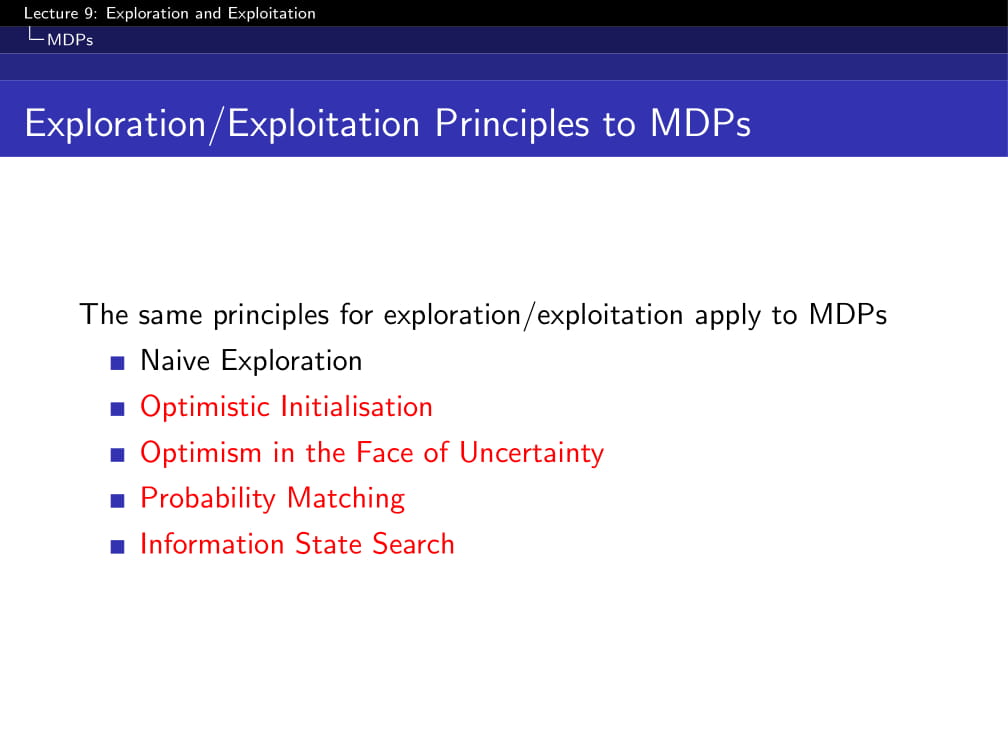 Lecture 9: Exploration and Exploitation
MDPs
Exploration/Exploitation Principles to MDPs
The same principles for exploration/exploitation apply to MDPs
Naive Exploration
Optimistic Initialisation
Optimism in the Face of Uncertainty
Probability Matching
Information State Search